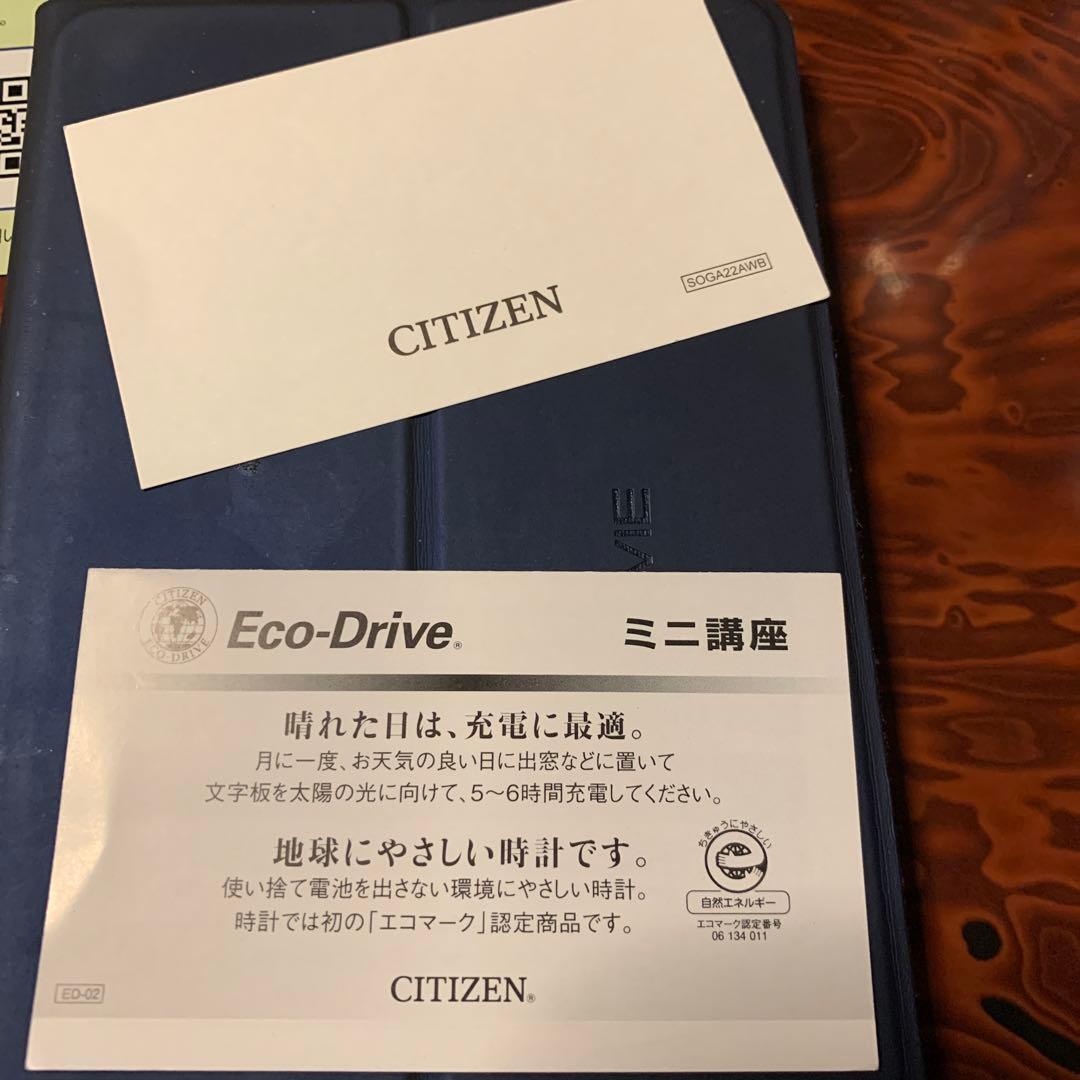 CITIZEN
SOGA22AWB
CITIZEN
ECO-DRIVE
Eco-Drive®
ミニ講座
晴れた日は、充電に最適。
月に一度、お天気の良い日に出窓などに置いて
文字板を太陽の光に向けて、5〜6時間充電してください。
地球にやさしい時計です。
使い捨て電池を出さない環境にやさしい時計。
時計では初の「エコマーク」認定商品です。
ちきゅうにやさしい
自然エネルギー
エコマーク認定番号
06 134 011
ED-02
CITIZEN®